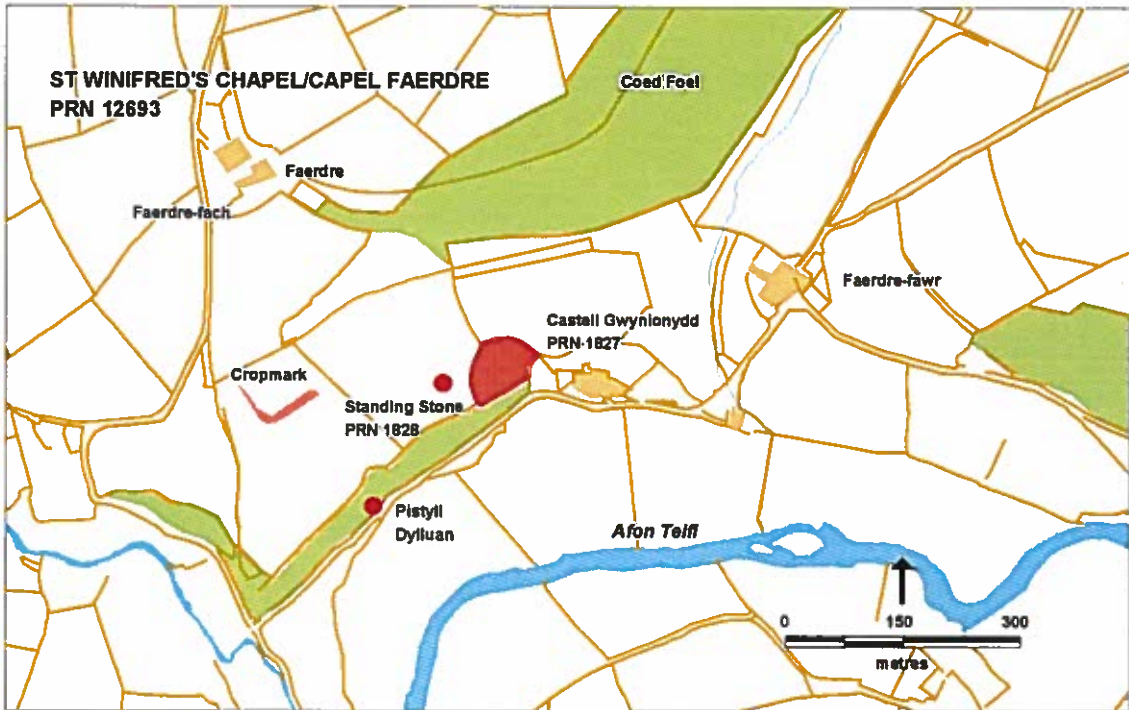 ST WINIFRED'S CHAPEL/CAPEL FAERDRE
PRN 12693
Coed Foel
Faerdre
Faerdre-fach
Faerdre-fawr
Castell Gwynionydd
PRN 1827
Cropmark
Standing Stone
PRN 1828
Pistyll
Dylluan
Afon Teifi
0 150 300
metres